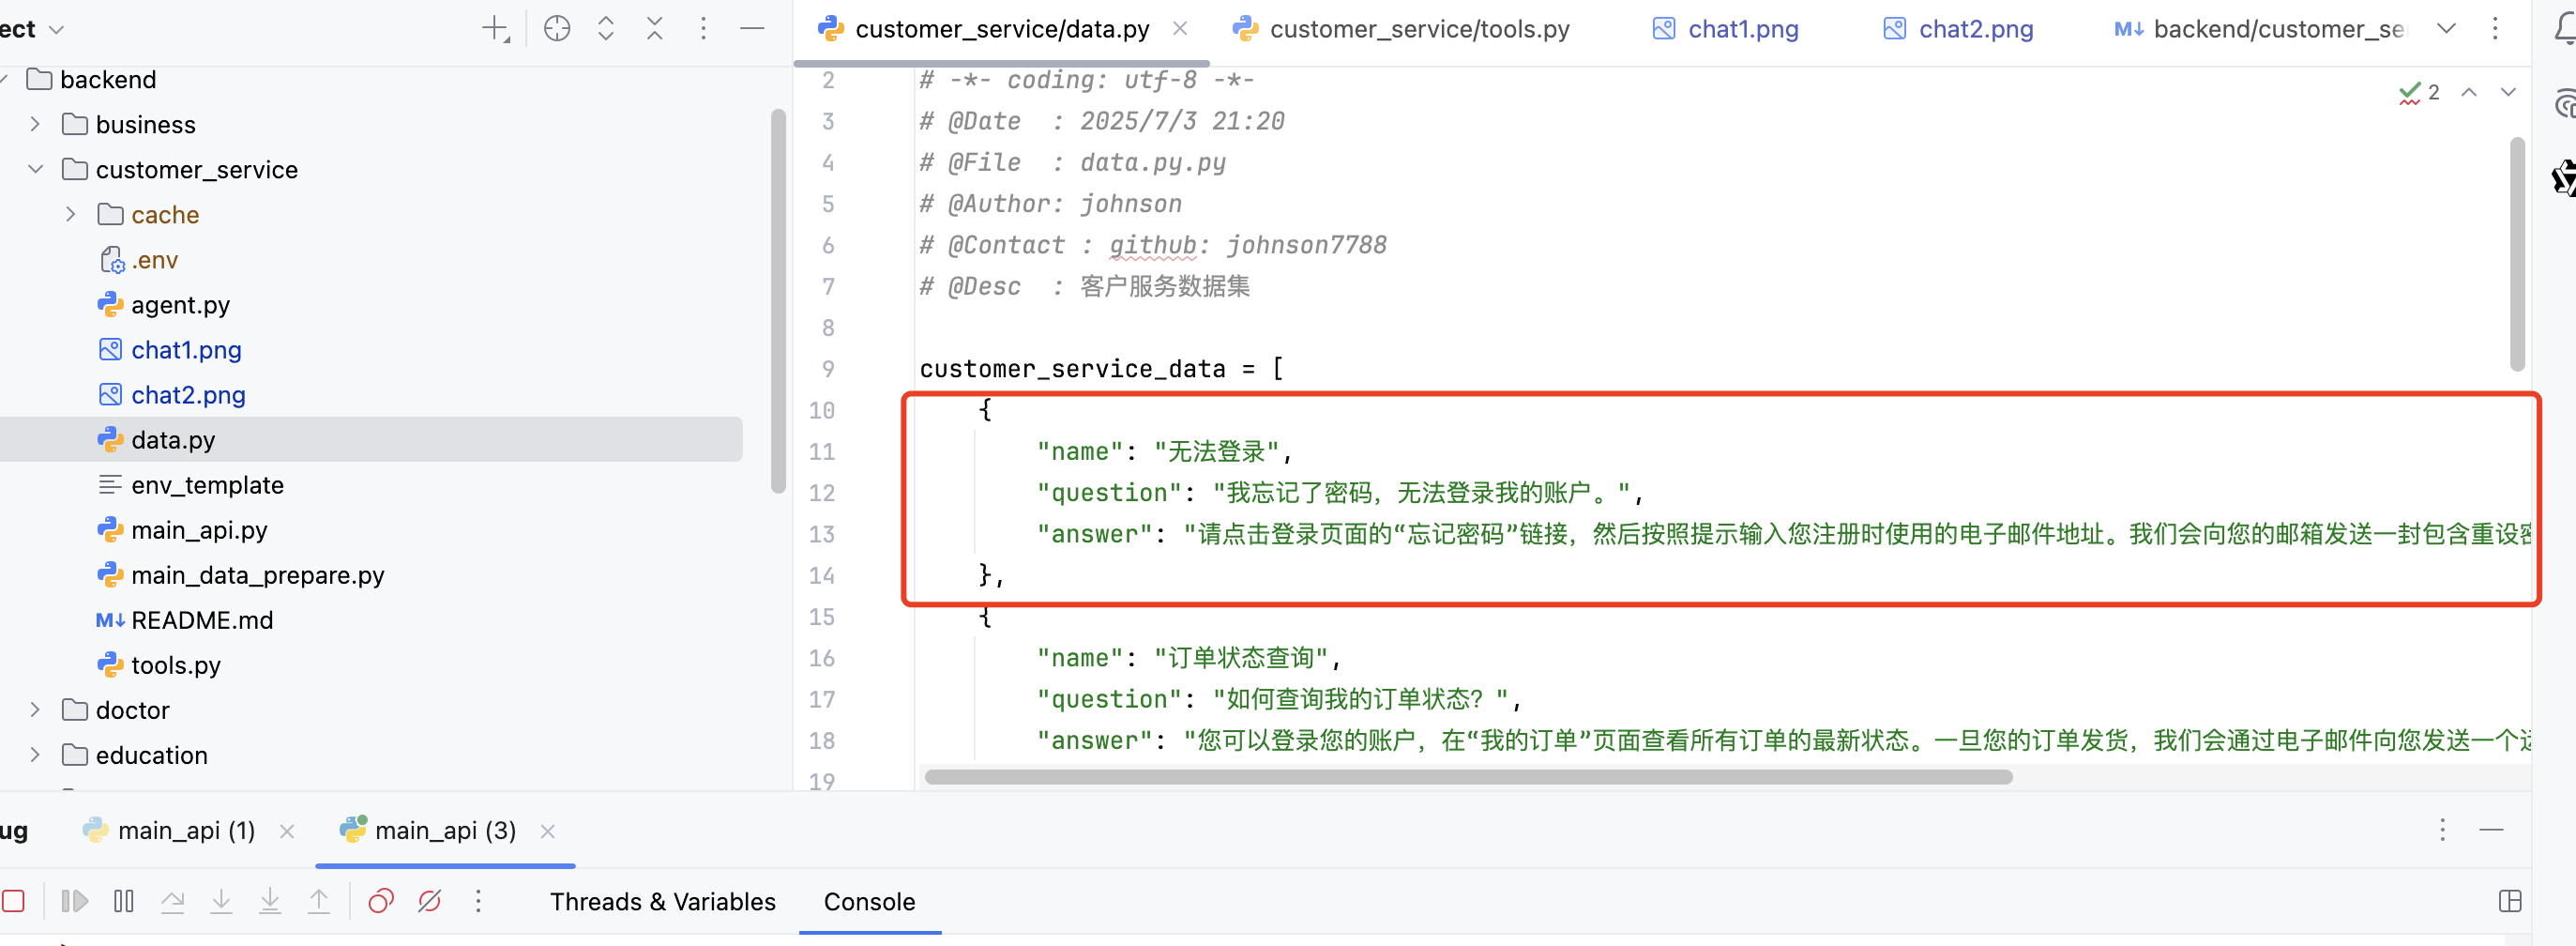 ect
backend
business
customer_service
cache
.env
agent.py
chat1.png
chat2.png
data.py
env_template
main_api.py
main_data_prepare.py
README.md
tools.py
doctor
education
customer_service/data.py
customer_service/tools.py
chat1.png
chat2.png
backend/customer_se
2
2 # -*- coding: utf-8 -*-
3 # @Date  : 2025/7/3 21:20
4 # @File  : data.py.py
5 # @Author: johnson
6 # @Contact : github: johnson7788
7 # @Desc  : 客户服务数据集
8
9 customer_service_data = [
10 {
11 "name": "无法登录",
12 "question": "我忘记了密码，无法登录我的账户。",
13 "answer": "请点击登录页面的“忘记密码”链接，然后按照提示输入您注册时使用的电子邮件地址。我们会向您的邮箱发送一封包含重设
14 },
15 {
16 "name": "订单状态查询",
17 "question": "如何查询我的订单状态？",
18 "answer": "您可以登录您的账户，在“我的订单”页面查看所有订单的最新状态。一旦您的订单发货，我们会通过电子邮件向您发送一个
19
ug
main_api (1)
main_api (3)
Threads & Variables
Console